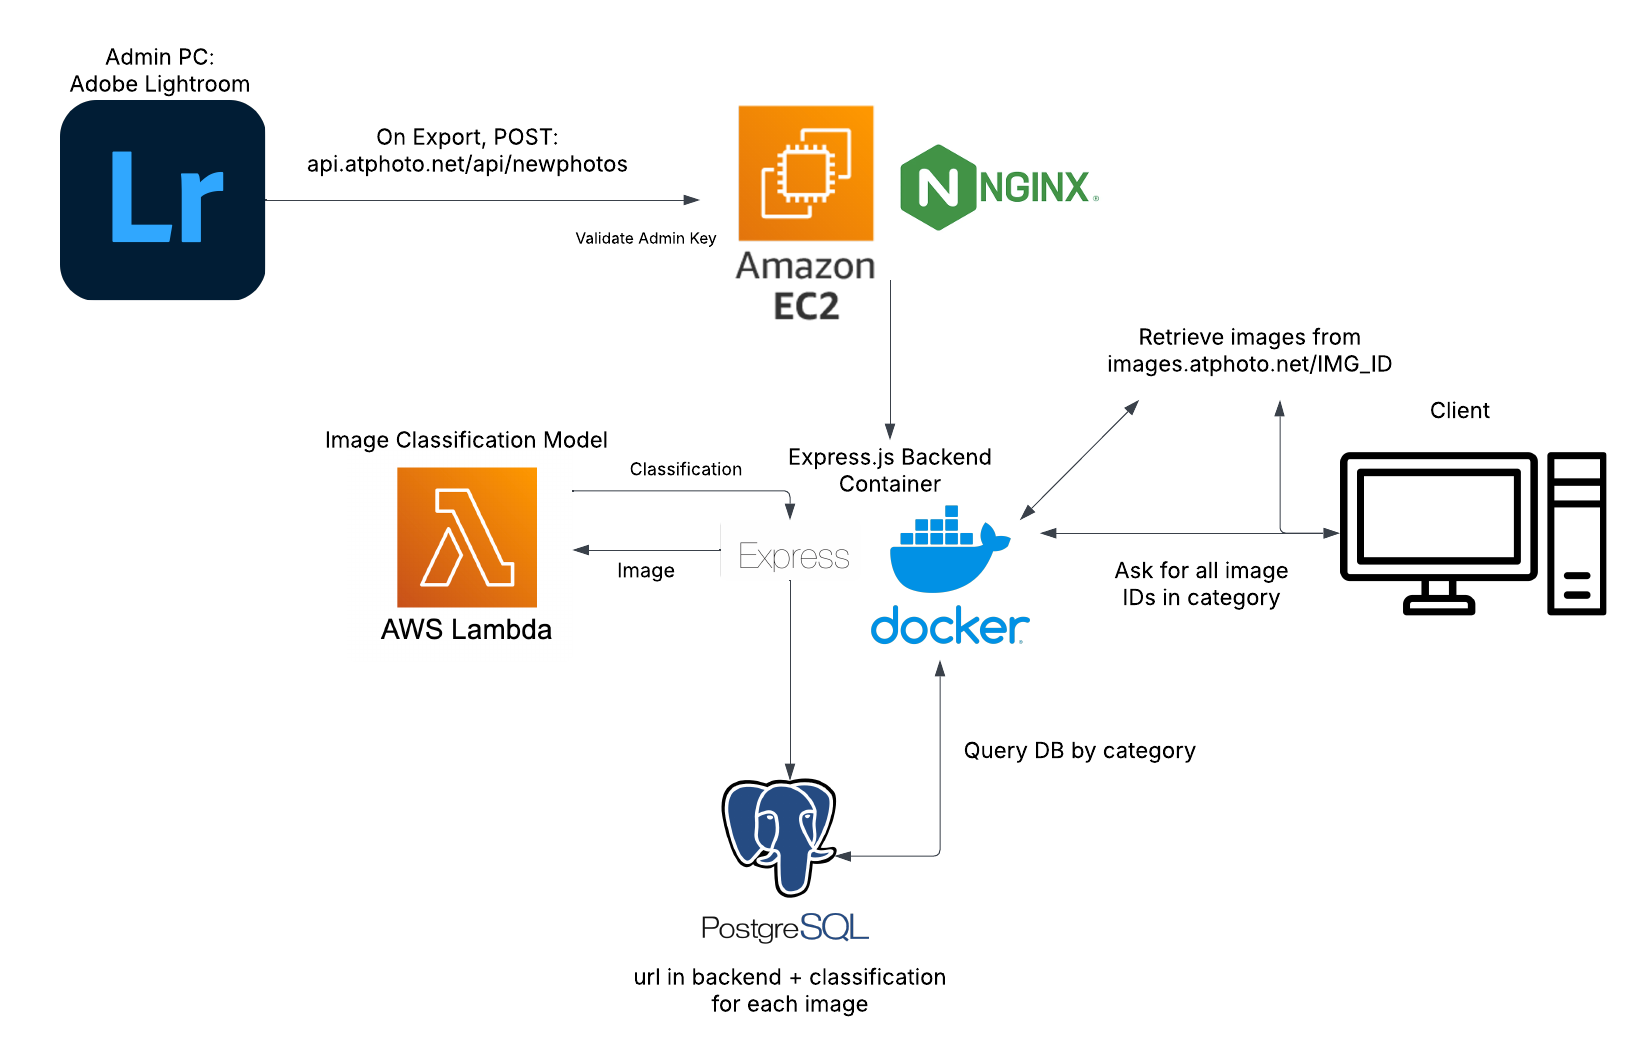 Admin PC:
Adobe Lightroom
Lr
On Export, POST:
api.atphoto.net/api/newphotos
Validate Admin Key
Amazon
EC2
NGINX®
Retrieve images from
images.atphoto.net/IMG_ID
Client
Image Classification Model
Classification
Express.js Backend
Container
Express
Image
AWS Lambda
docker
Ask for all image
IDs in category
Query DB by category
PostgreSQL
url in backend + classification
for each image